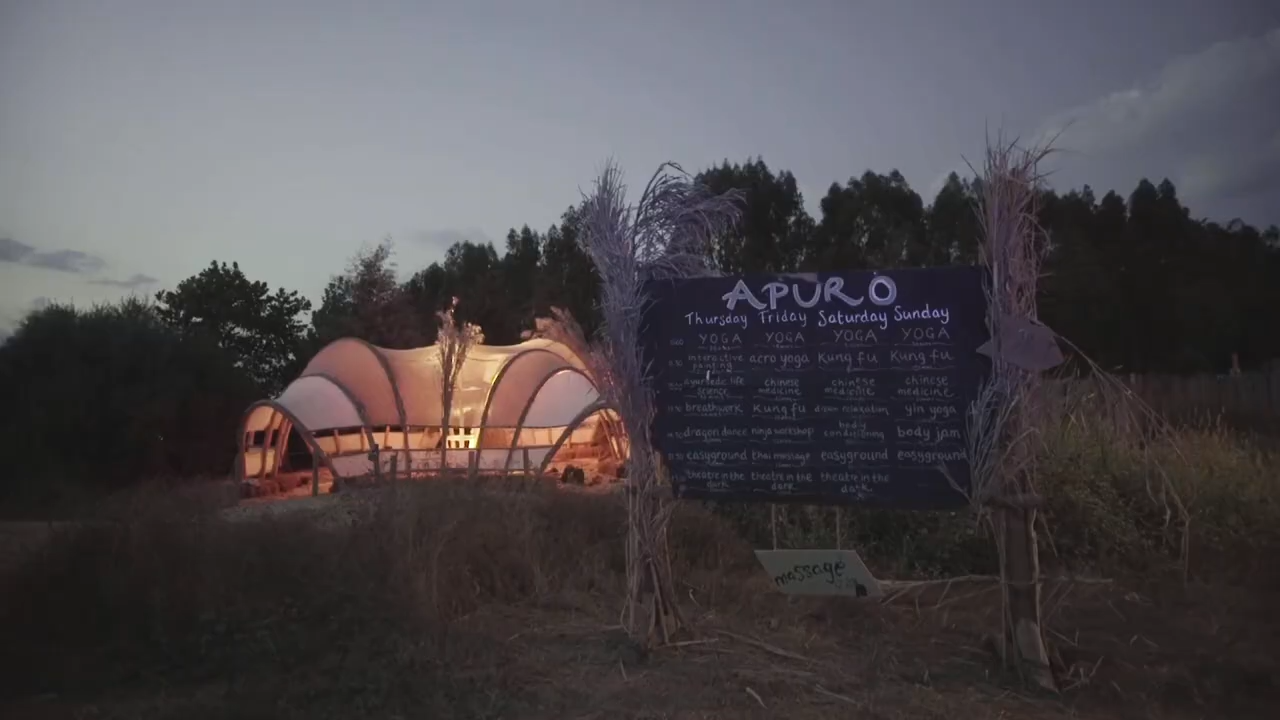 APURO
Thursday Friday Saturday Sunday
YOGA YOGA YOGA YOGA
interactive painting acro yoga Kung fu Kung fu
ayurvedic life science chinese medicine chinese medicine chinese medicine
breathwork Kung fu relaxation yin yoga
dragon dance ninja workshop body conditioning body jam
easyground thai massage easyground easyground
theatre in the dark theatre in the dark theatre in the dark
massage